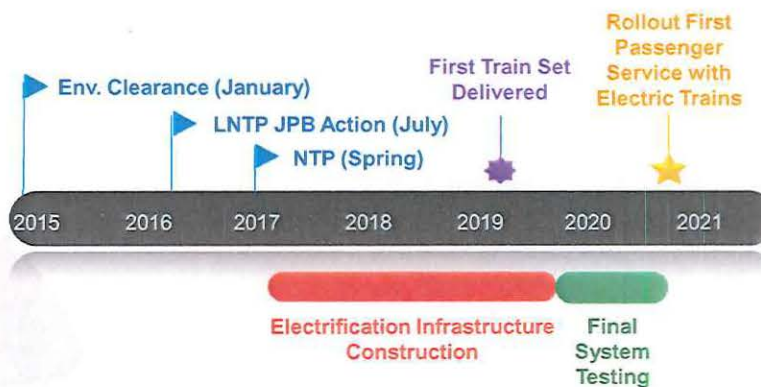 Rollout First
Passenger
Service with
Electric Trains
First Train Set
Delivered
Env. Clearance (January)
LNTP JPB Action (July)
NTP (Spring)
2015 2016 2017 2018 2019 2020 2021
Electrification Infrastructure
Construction
Final
System
Testing